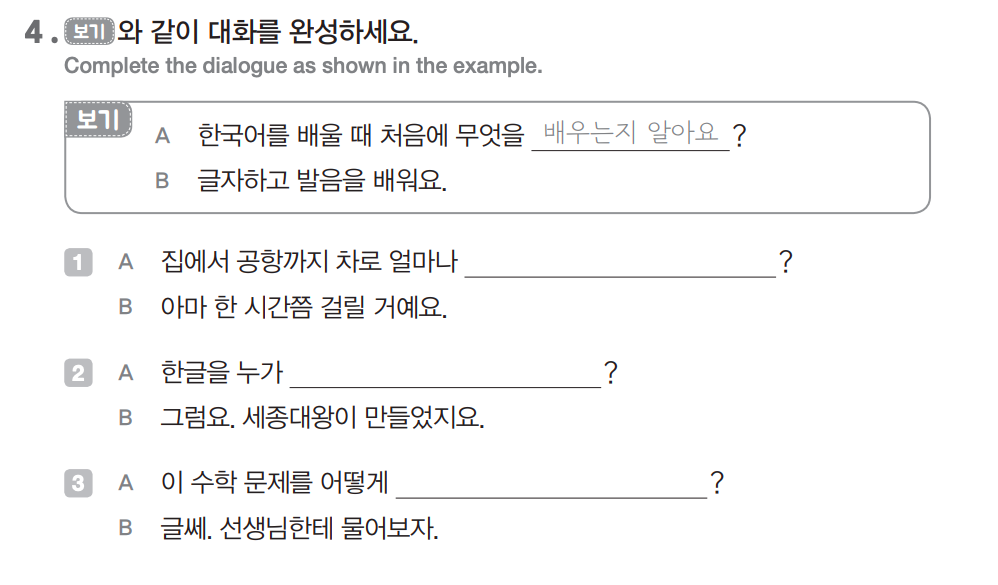 4. 보기와 같이 대화를 완성하세요.
Complete the dialogue as shown in the example.
보기
A 한국어를 배울 때 처음에 무엇을 배우는지 알아요?
B 글자하고 발음을 배워요.
1 A 집에서 공항까지 차로 얼마나 ?
B 아마 한 시간쯤 걸릴 거예요.
2 A 한글을 누가 ?
B 그럼요. 세종대왕이 만들었지요.
3 A 이 수학 문제를 어떻게 ?
B 글쎄. 선생님한테 물어보자.